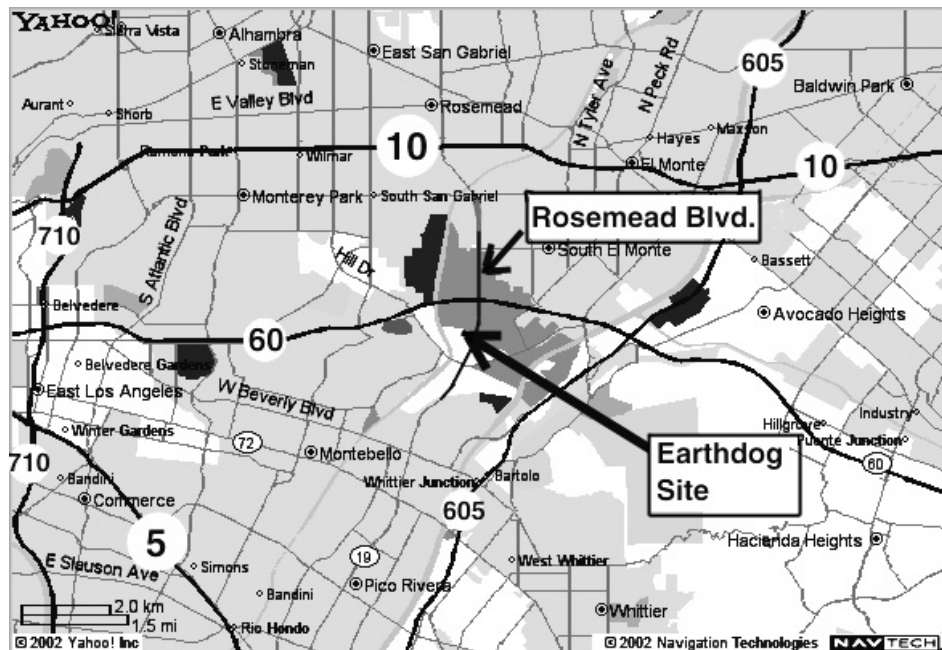 YAHOO!
Sierra Vista
Alhambra
East San Gabriel
Stoneman
N Tyler Ave
N Peck Rd
605
Baldwin Park
Aurant
Shorb
E Valley Blvd
Rosemead
Hayes
Maxson
Ramona Park
Wilmar
10
El Monte
10
Monterey Park
South San Gabriel
Rosemead Blvd.
710
S Atlantic Blvd
Hill Dr
South El Monte
Bassett
Belvedere
60
Avocado Heights
Belvedere Gardens
East Los Angeles
W Beverly Blvd
Winter Gardens
72
Montebello
Hillgrove
Industry
Puente Junction
710
Bandini
Whittier Junction
Bartolo
Earthdog
Site
60
Commerce
605
5
E Slauson Ave
Simons
19
West Whittier
Hacienda Heights
Bandini
Pico Rivera
Whittier
2.0 km
1.5 mi
Rio Hondo
© 2002 Yahoo! Inc
© 2002 Navigation Technologies
NAVTECH